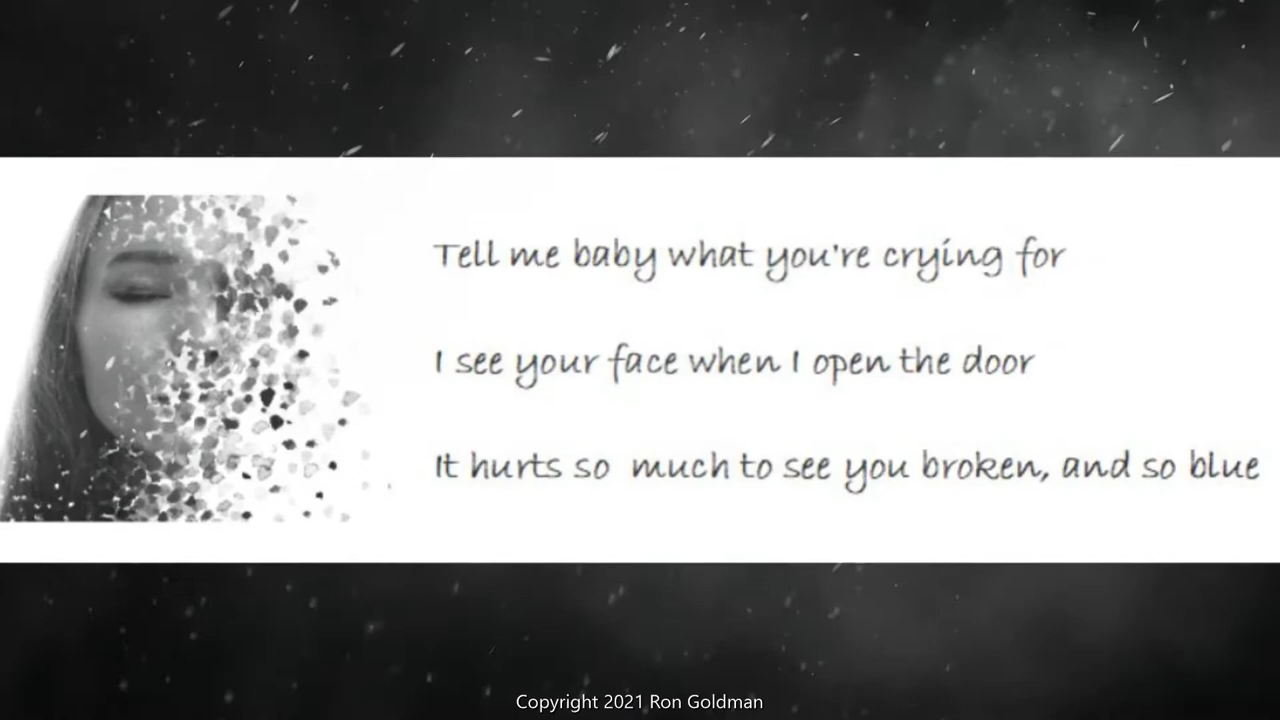 Tell me baby what you're crying for
I see your face when I open the door
It hurts so  much to see you broken, and so blue
Copyright 2021 Ron Goldman